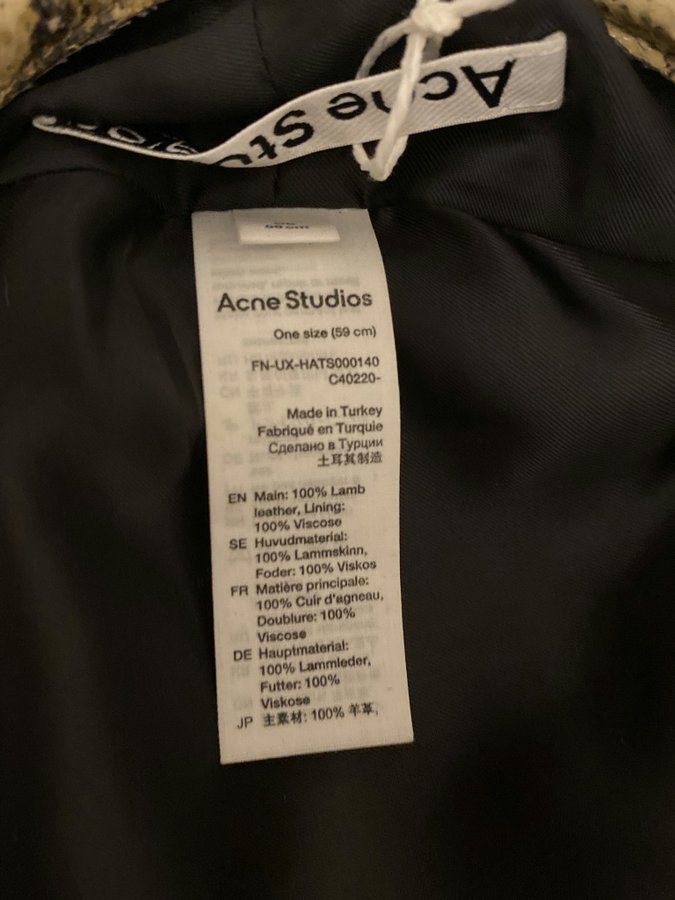 Acne Studios
59 cm
Acne Studios
One size (59 cm)
FN-UX-HATS000140
C40220-
Made in Turkey
Fabriqué en Turquie
Сделано в Турции
土耳其制造
EN Main: 100% Lamb
leather, Lining:
100% Viscose
SE Huvudmaterial:
100% Lammskinn,
Foder: 100% Viskos
FR Matière principale:
100% Cuir d'agneau,
Doublure: 100%
Viscose
DE Hauptmaterial:
100% Lammleder,
Futter: 100%
Viskose
JP 主素材: 100% 羊革,